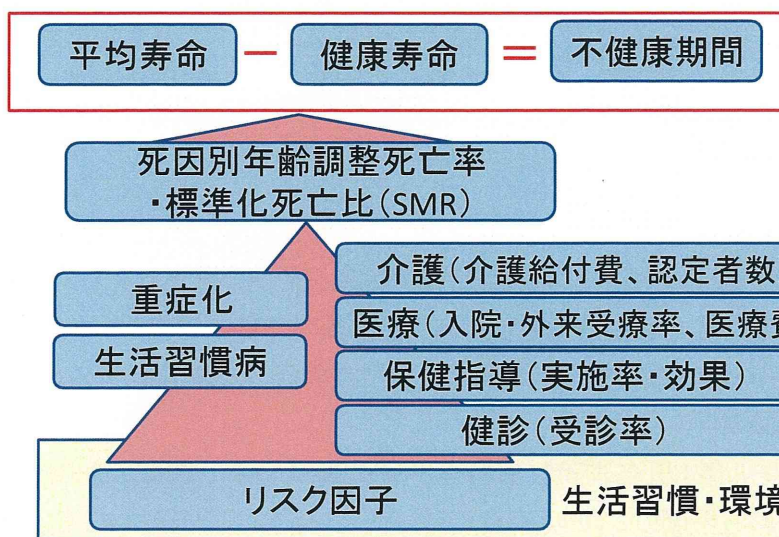 平均寿命 − 健康寿命 = 不健康期間
死因別年齢調整死亡率
・標準化死亡比(SMR)
重症化
生活習慣病
介護(介護給付費、認定者数
医療(入院・外来受療率、医療費
保健指導(実施率・効果)
健診(受診率)
リスク因子
生活習慣・環境